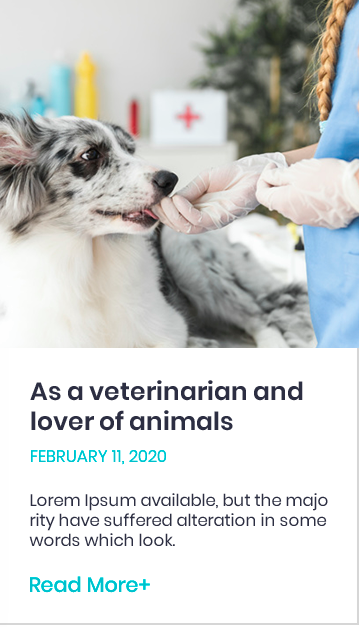 As a veterinarian and
lover of animals
FEBRUARY 11, 2020
Lorem Ipsum available, but the majo
rity have suffered alteration in some
words which look.
Read More+